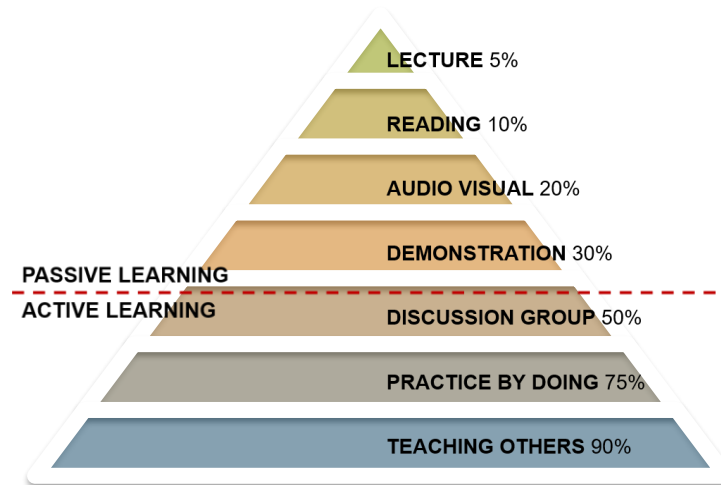 LECTURE 5%
READING 10%
AUDIO VISUAL 20%
DEMONSTRATION 30%
PASSIVE LEARNING
ACTIVE LEARNING
DISCUSSION GROUP 50%
PRACTICE BY DOING 75%
TEACHING OTHERS 90%